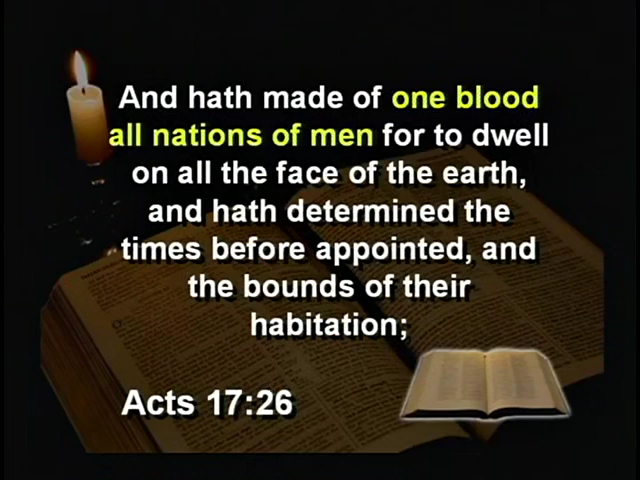 And hath made of one blood
all nations of men for to dwell
on all the face of the earth,
and hath determined the
times before appointed, and
the bounds of their
habitation;
Acts 17:26